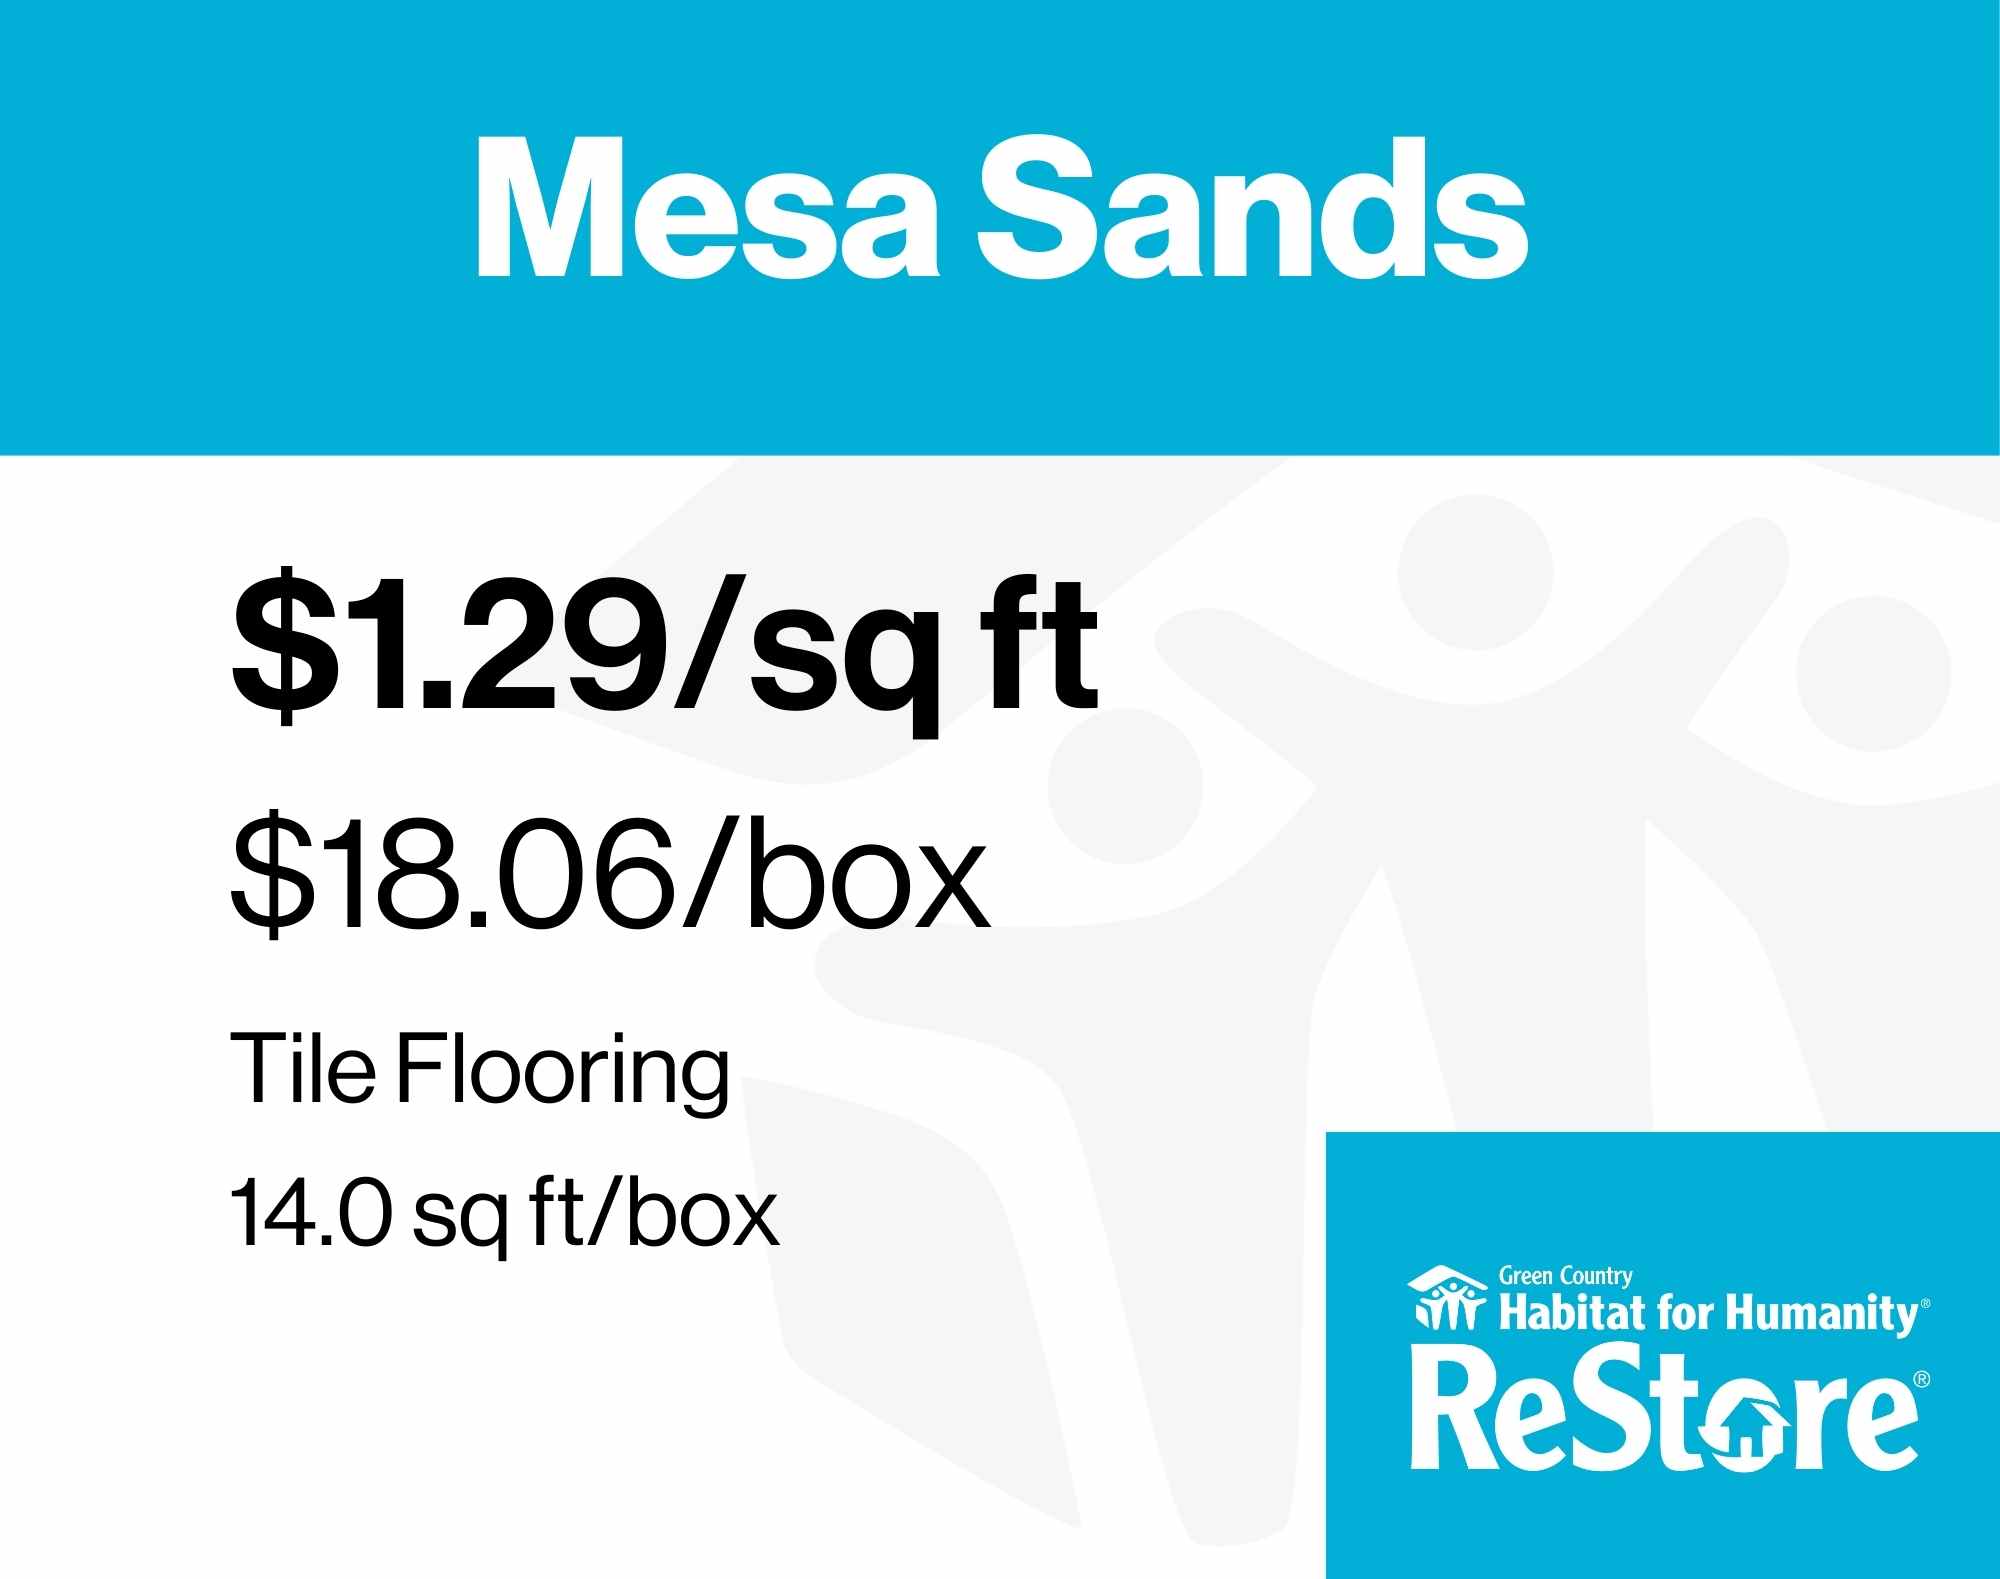 Mesa Sands
$1.29/sq ft
$18.06/box
Tile Flooring
14.0 sq ft/box
Green Country
Habitat for Humanity®
ReStore®